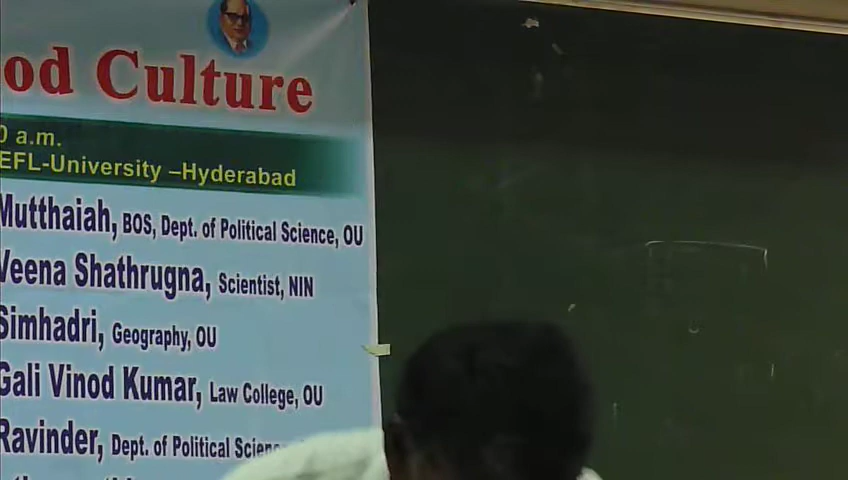 od Culture
0 a.m.
EFL-University –Hyderabad
Mutthaiah, BOS, Dept. of Political Science, OU
Veena Shathrugna, Scientist, NIN
Simhadri, Geography, OU
Gali Vinod Kumar, Law College, OU
Ravinder, Dept. of Political Scienc